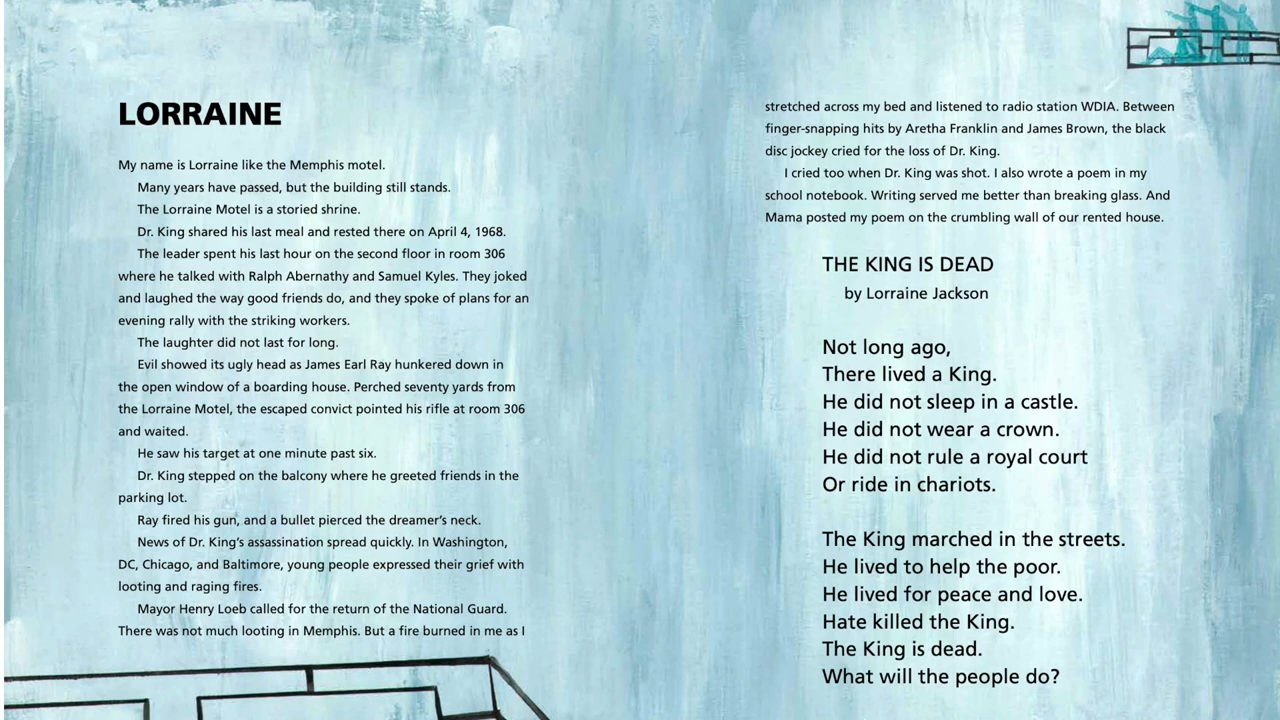 LORRAINE
My name is Lorraine like the Memphis motel.
Many years have passed, but the building still stands.
The Lorraine Motel is a storied shrine.
Dr. King shared his last meal and rested there on April 4, 1968.
The leader spent his last hour on the second floor in room 306
where he talked with Ralph Abernathy and Samuel Kyles. They joked
and laughed the way good friends do, and they spoke of plans for an
evening rally with the striking workers.
The laughter did not last for long.
Evil showed its ugly head as James Earl Ray hunkered down in
the open window of a boarding house. Perched seventy yards from
the Lorraine Motel, the escaped convict pointed his rifle at room 306
and waited.
He saw his target at one minute past six.
Dr. King stepped on the balcony where he greeted friends in the
parking lot.
Ray fired his gun, and a bullet pierced the dreamer's neck.
News of Dr. King's assassination spread quickly. In Washington,
DC, Chicago, and Baltimore, young people expressed their grief with
looting and raging fires.
Mayor Henry Loeb called for the return of the National Guard.
There was not much looting in Memphis. But a fire burned in me as I
stretched across my bed and listened to radio station WDIA. Between
finger-snapping hits by Aretha Franklin and James Brown, the black
disc jockey cried for the loss of Dr. King.
I cried too when Dr. King was shot. I also wrote a poem in my
school notebook. Writing served me better than breaking glass. And
Mama posted my poem on the crumbling wall of our rented house.
THE KING IS DEAD
by Lorraine Jackson
Not long ago,
There lived a King.
He did not sleep in a castle.
He did not wear a crown.
He did not rule a royal court
Or ride in chariots.
The King marched in the streets.
He lived to help the poor.
He lived for peace and love.
Hate killed the King.
The King is dead.
What will the people do?